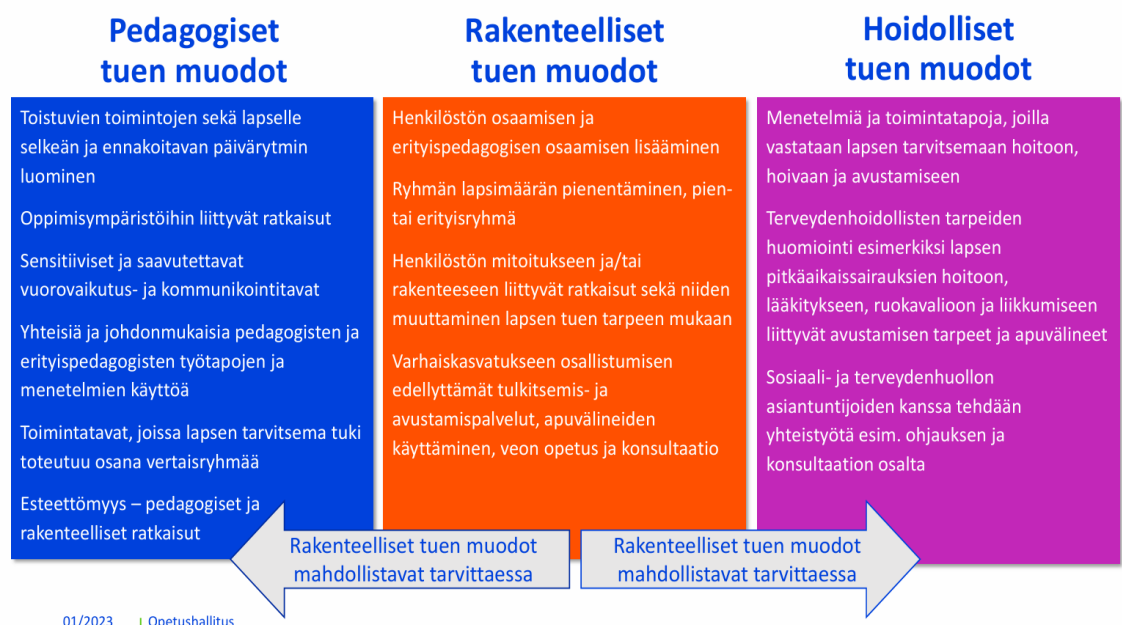 Pedagogiset
tuen muodot
Toistuvien toimintojen sekä lapselle
selkeän ja ennakoitavan päivärytmin
luominen
Oppimisympäristöihin liittyvät ratkaisut
Sensitiiviset ja saavutettavat
vuorovaikutus- ja kommunikointitavat
Yhteisiä ja johdonmukaisia pedagogisten ja
erityispedagogisten työtapojen ja
menetelmien käyttöä
Toimintatavat, joissa lapsen tarvitsema tuki
toteutuu osana vertaisryhmää
Esteettömyys – pedagogiset ja
rakenteelliset ratkaisut
Rakenteelliset
tuen muodot
Henkilöstön osaamisen ja
erityispedagogisen osaamisen lisääminen
Ryhmän lapsimäärän pienentäminen, pien-
tai erityisryhmä
Henkilöstön mitoitukseen ja/tai
rakenteeseen liittyvät ratkaisut sekä niiden
muuttaminen lapsen tuen tarpeen mukaan
Varhaiskasvatukseen osallistumisen
edellyttämät tulkitsemis- ja
avustamispalvelut, apuvälineiden
käyttäminen, veon opetus ja konsultaatio
Hoidolliset
tuen muodot
Menetelmiä ja toimintatapoja, joilla
vastataan lapsen tarvitsemaan hoitoon,
hoivaan ja avustamiseen
Terveydenhoidollisten tarpeiden
huomiointi esimerkiksi lapsen
pitkäaikaissairauksien hoitoon,
lääkitykseen, ruokavalioon ja liikkumiseen
liittyvät avustamisen tarpeet ja apuvälineet
Sosiaali- ja terveydenhuollon
asiantuntijoiden kanssa tehdään
yhteistyötä esim. ohjauksen ja
konsultaation osalta
Rakenteelliset tuen muodot
mahdollistavat tarvittaessa
Rakenteelliset tuen muodot
mahdollistavat tarvittaessa
01/2023 | Opetushallitus